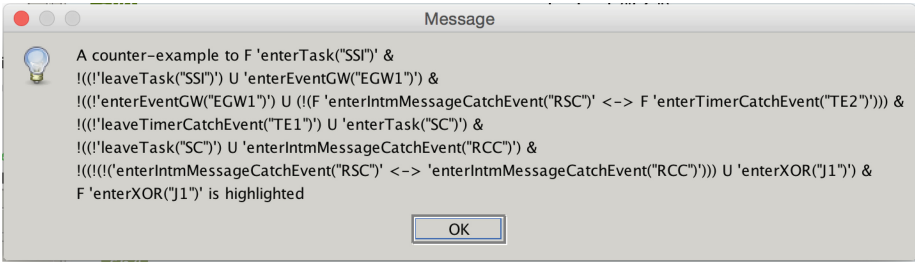 Message
A counter-example to F 'enterTask("SSI")' &
!((!'leaveTask("SSI")') U 'enterEventGW("EGW1")') &
!((!'enterEventGW("EGW1")') U (!(F 'enterIntmMessageCatchEvent("RSC")' <-> F 'enterTimerCatchEvent("TE2")'))) &
!((!'leaveTimerCatchEvent("TE1")') U 'enterTask("SC")') &
!((!'leaveTask("SC")') U 'enterIntmMessageCatchEvent("RCC")') &
!((!(!('enterIntmMessageCatchEvent("RSC")' <-> 'enterIntmMessageCatchEvent("RCC")'))) U 'enterXOR("J1")') &
F 'enterXOR("J1")' is highlighted
OK